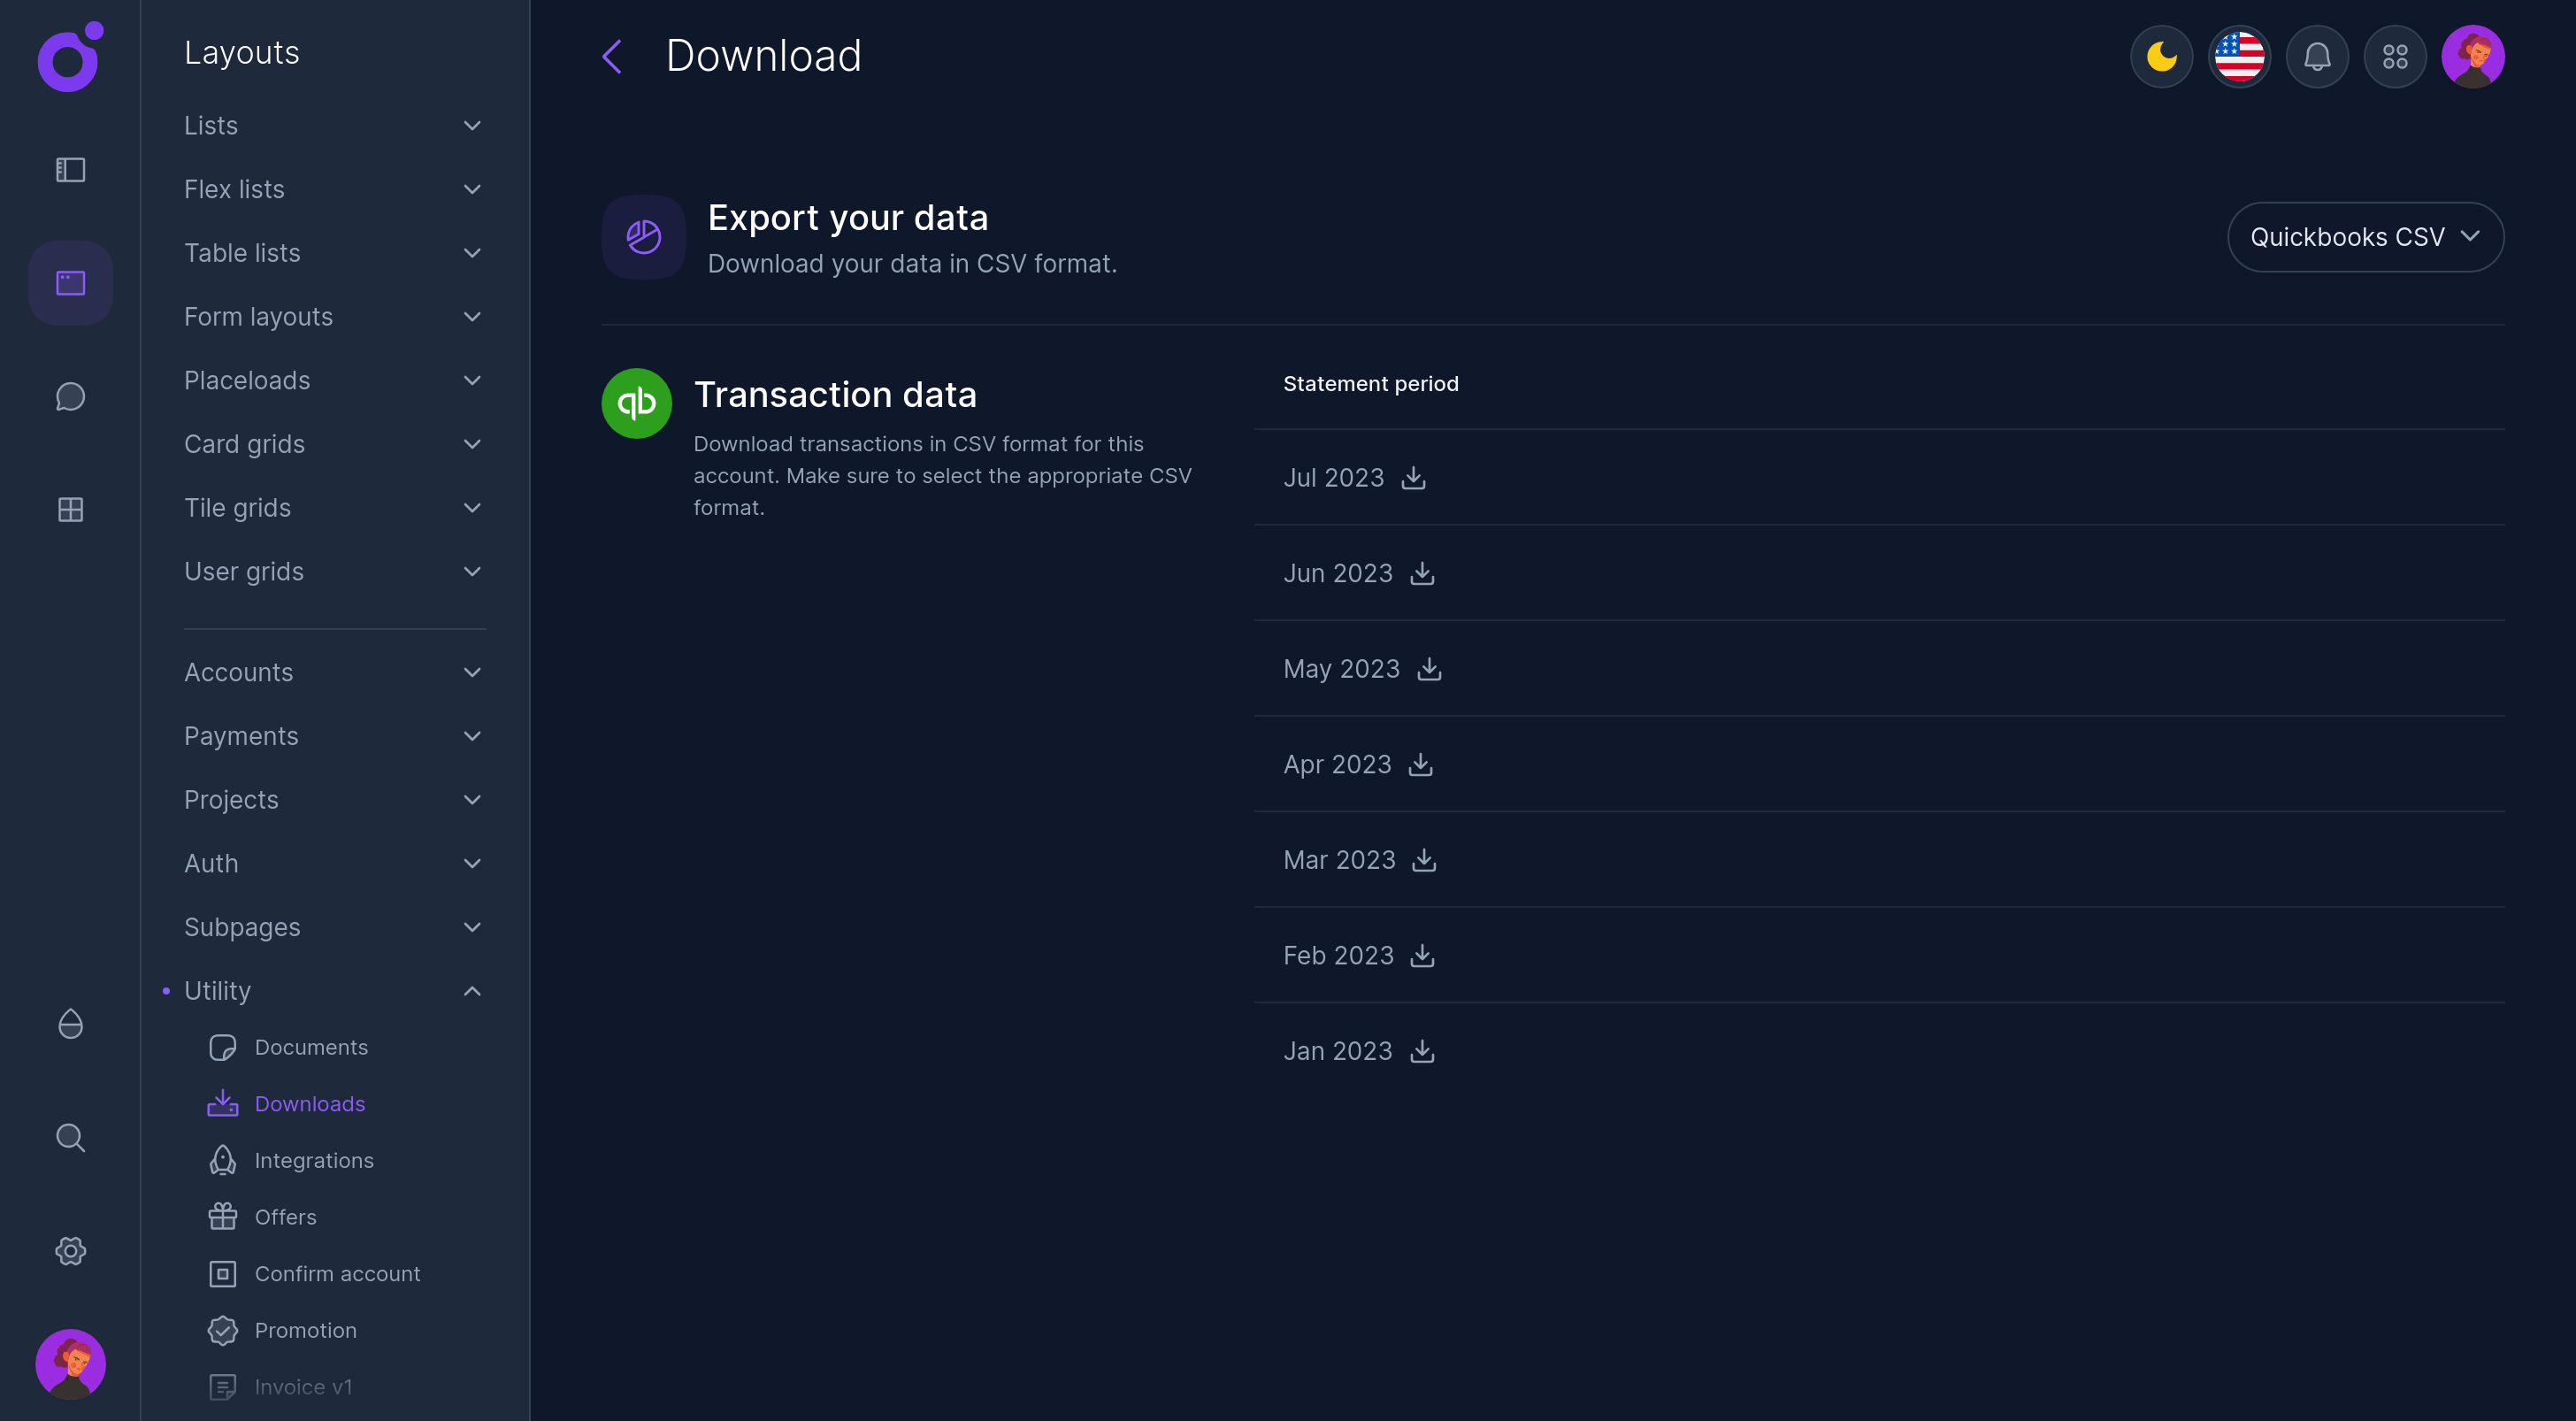 Layouts
Lists
Flex lists
Table lists
Form layouts
Placeloads
Card grids
Tile grids
User grids
Accounts
Payments
Projects
Auth
Subpages
Utility
Documents
Downloads
Integrations
Offers
Confirm account
Promotion
Invoice v1
Download
Export your data
Download your data in CSV format.
Quickbooks CSV
qb
Transaction data
Download transactions in CSV format for this
account. Make sure to select the appropriate CSV
format.
Statement period
Jul 2023
Jun 2023
May 2023
Apr 2023
Mar 2023
Feb 2023
Jan 2023